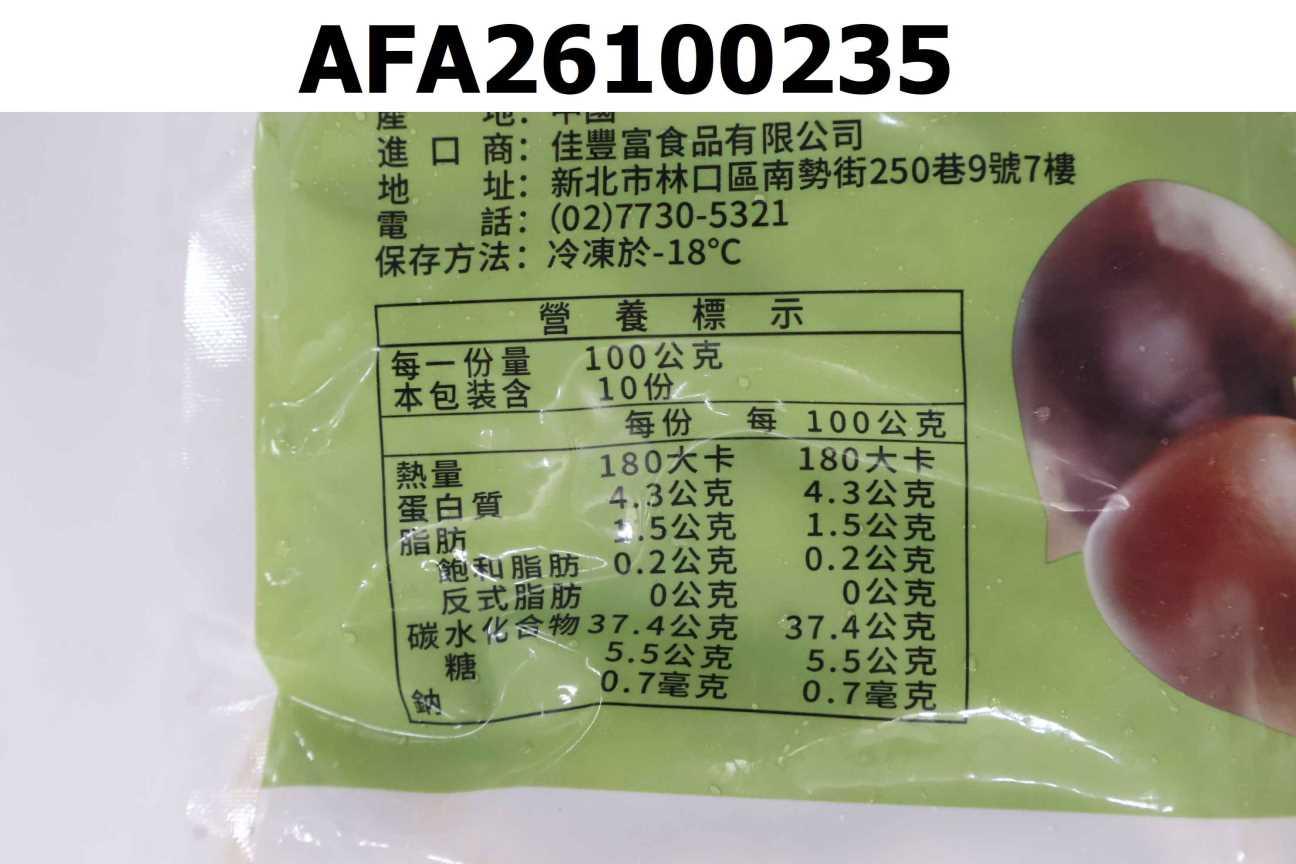 AFA26100235
產 地：中國
進口商：佳豐富食品有限公司
地 址：新北市林口區南勢街250巷9號7樓
電 話：(02)7730-5321
保存方法：冷凍於-18℃
營養標示
每一份量 100公克
本包装含 10份
每份 每 100公克
熱量 180大卡 180大卡
蛋白質 4.3公克 4.3公克
脂肪 1.5公克 1.5公克
飽和脂肪 0.2公克 0.2公克
反式脂肪 0公克 0公克
碳水化合物 37.4公克 37.4公克
糖 5.5公克 5.5公克
鈉 0.7毫克 0.7毫克